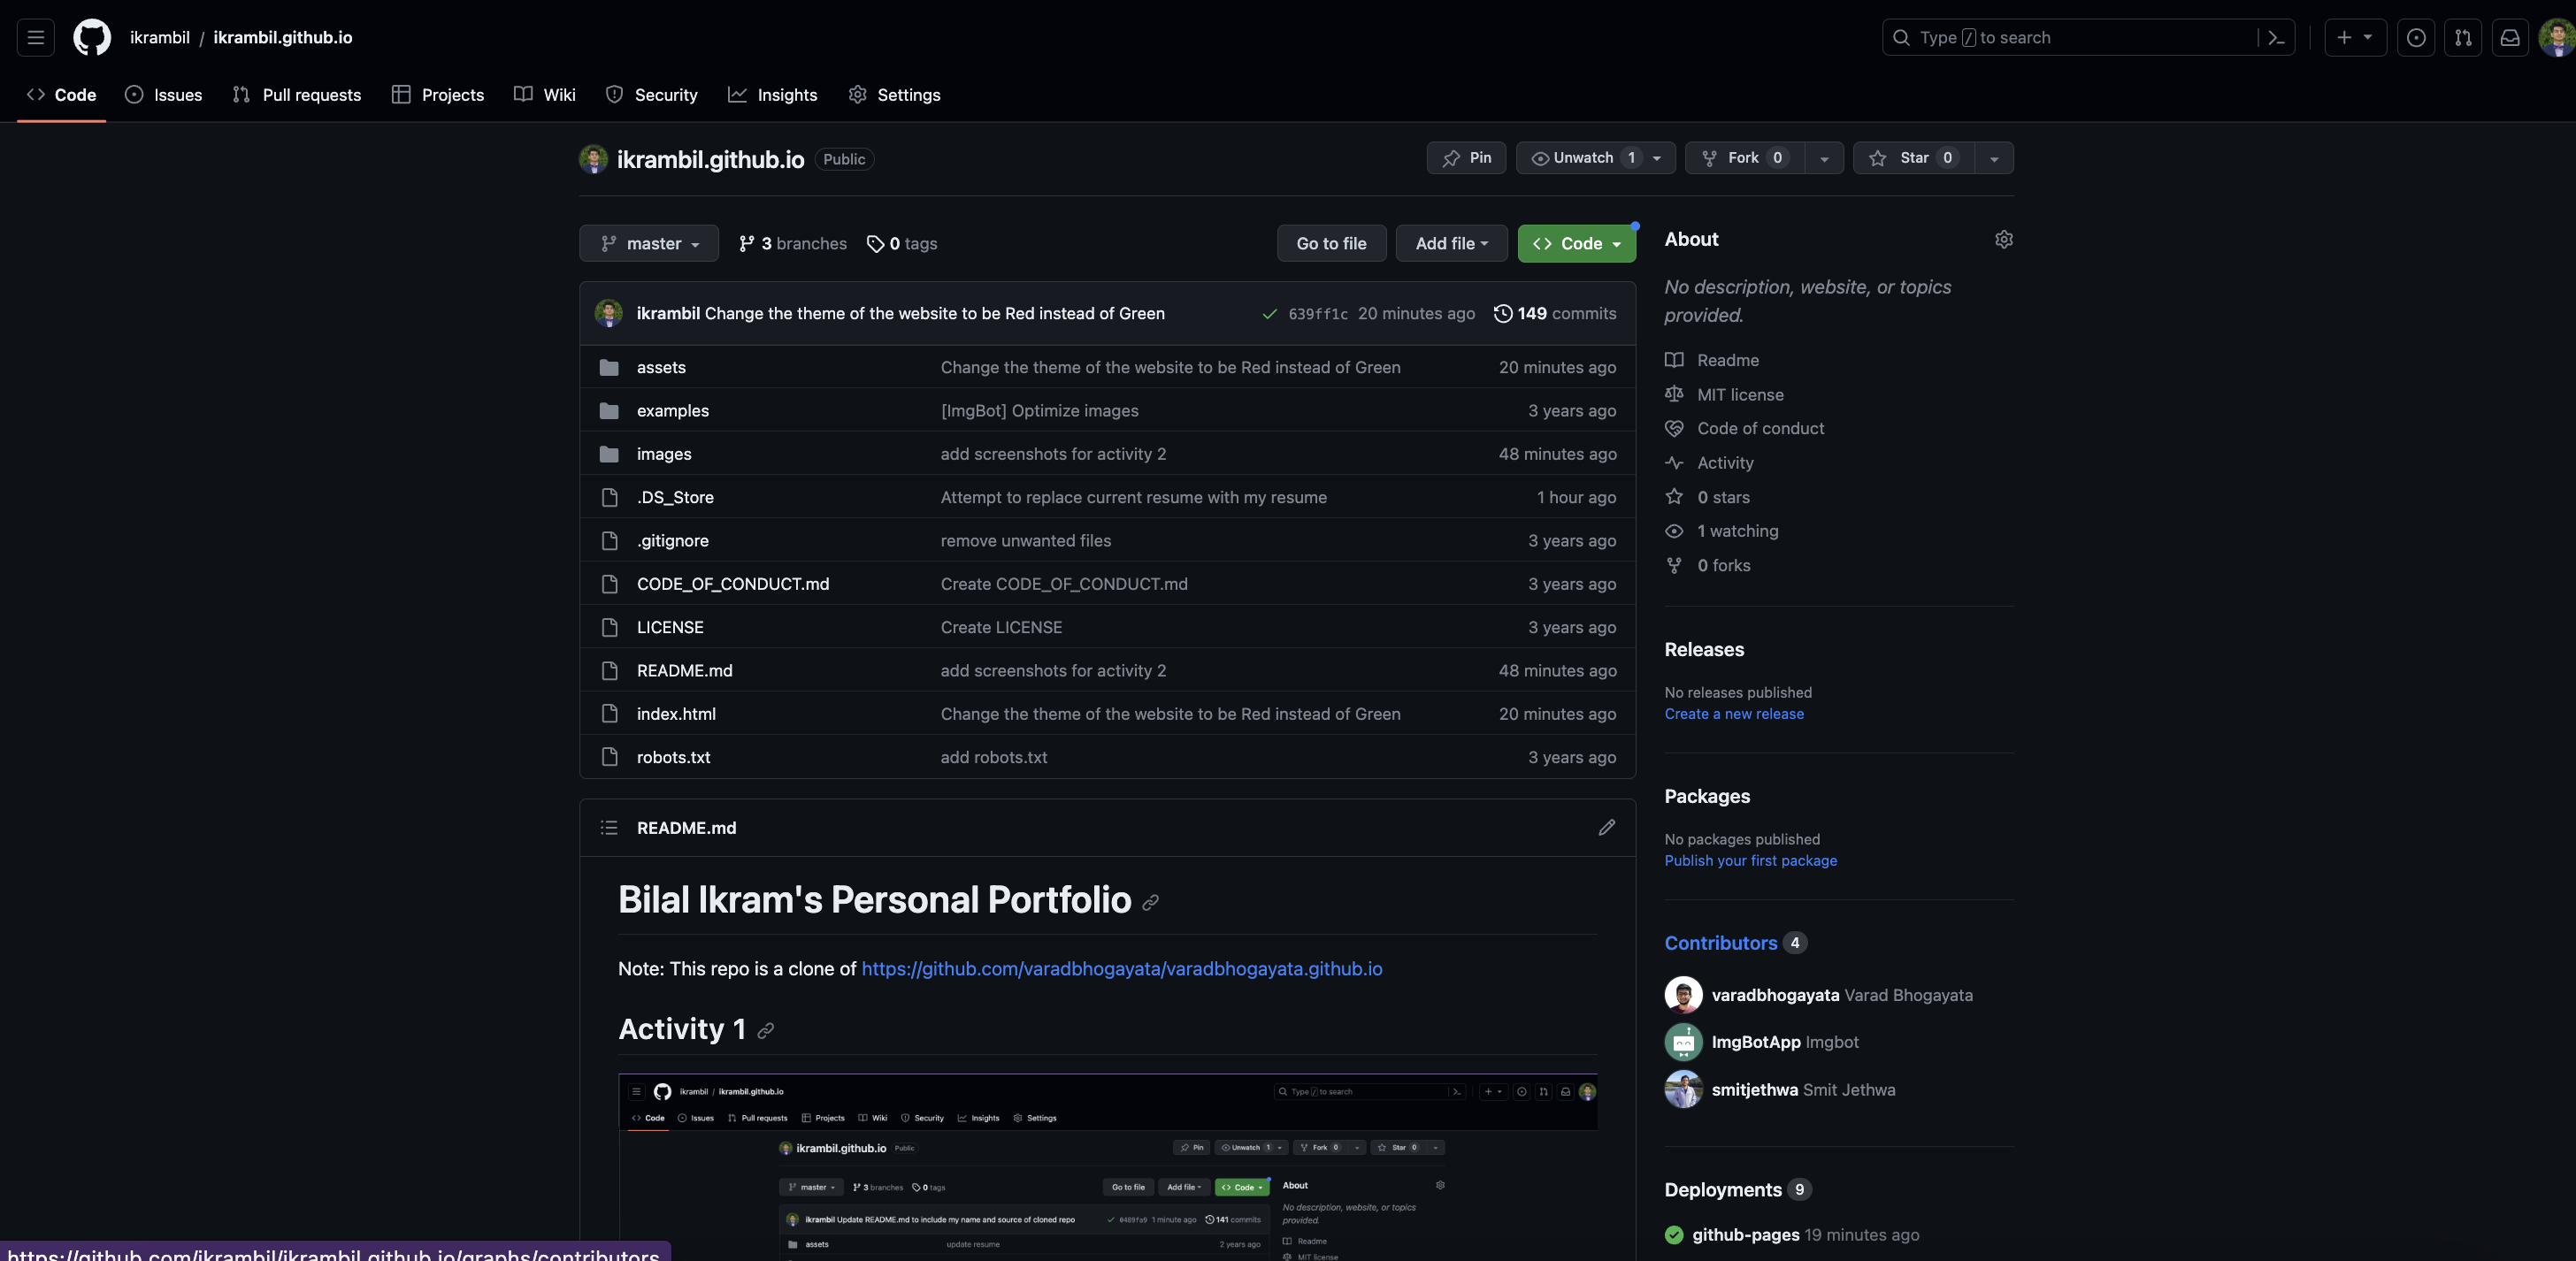 ikrambil / ikrambil.github.io
Type / to search
Code Issues Pull requests Projects Wiki Security Insights Settings
ikrambil.github.io Public
Pin Unwatch 1 Fork 0 Star 0
master 3 branches 0 tags Go to file Add file Code
ikrambil Change the theme of the website to be Red instead of Green 639ff1c 20 minutes ago 149 commits
assets Change the theme of the website to be Red instead of Green 20 minutes ago
examples [ImgBot] Optimize images 3 years ago
images add screenshots for activity 2 48 minutes ago
.DS_Store Attempt to replace current resume with my resume 1 hour ago
.gitignore remove unwanted files 3 years ago
CODE_OF_CONDUCT.md Create CODE_OF_CONDUCT.md 3 years ago
LICENSE Create LICENSE 3 years ago
README.md add screenshots for activity 2 48 minutes ago
index.html Change the theme of the website to be Red instead of Green 20 minutes ago
robots.txt add robots.txt 3 years ago
README.md
Bilal Ikram's Personal Portfolio
Note: This repo is a clone of https://github.com/varadbhogayata/varadbhogayata.github.io
Activity 1
ikrambil / ikrambil.github.io
Type / to search
Code Issues Pull requests Projects Wiki Security Insights Settings
ikrambil.github.io Public
Pin Unwatch 1 Fork 0 Star 0
master 3 branches 0 tags Go to file Add file Code
ikrambil Update README.md to include my name and source of cloned repo 0489fa9 1 minute ago 141 commits
assets update resume 2 years ago
About
No description, website, or topics
provided.
Readme
MIT license
About
No description, website, or topics
provided.
Readme
MIT license
Code of conduct
Activity
0 stars
1 watching
0 forks
Releases
No releases published
Create a new release
Packages
No packages published
Publish your first package
Contributors 4
varadbhogayata Varad Bhogayata
ImgBotApp Imgbot
smitjethwa Smit Jethwa
Deployments 9
github-pages 19 minutes ago
https://github.com/ikrambil/ikrambil.github.io/graphs/contributors